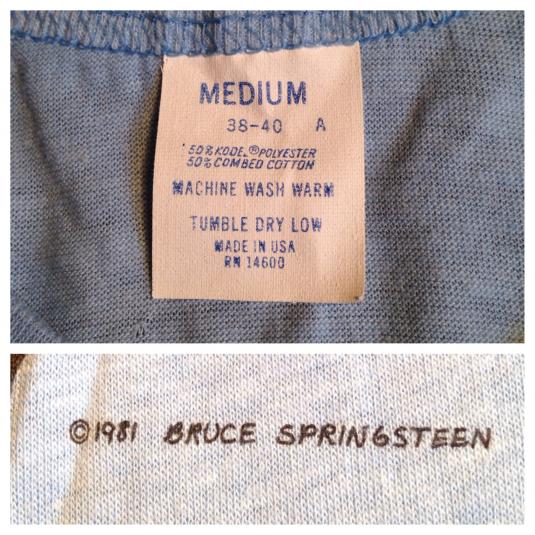 MEDIUM
38-40 A
50% KODEL® POLYESTER
50% COMBED COTTON
MACHINE WASH WARM
TUMBLE DRY LOW
MADE IN USA
RN 14600
©1981 BRUCE SPRINGSTEEN